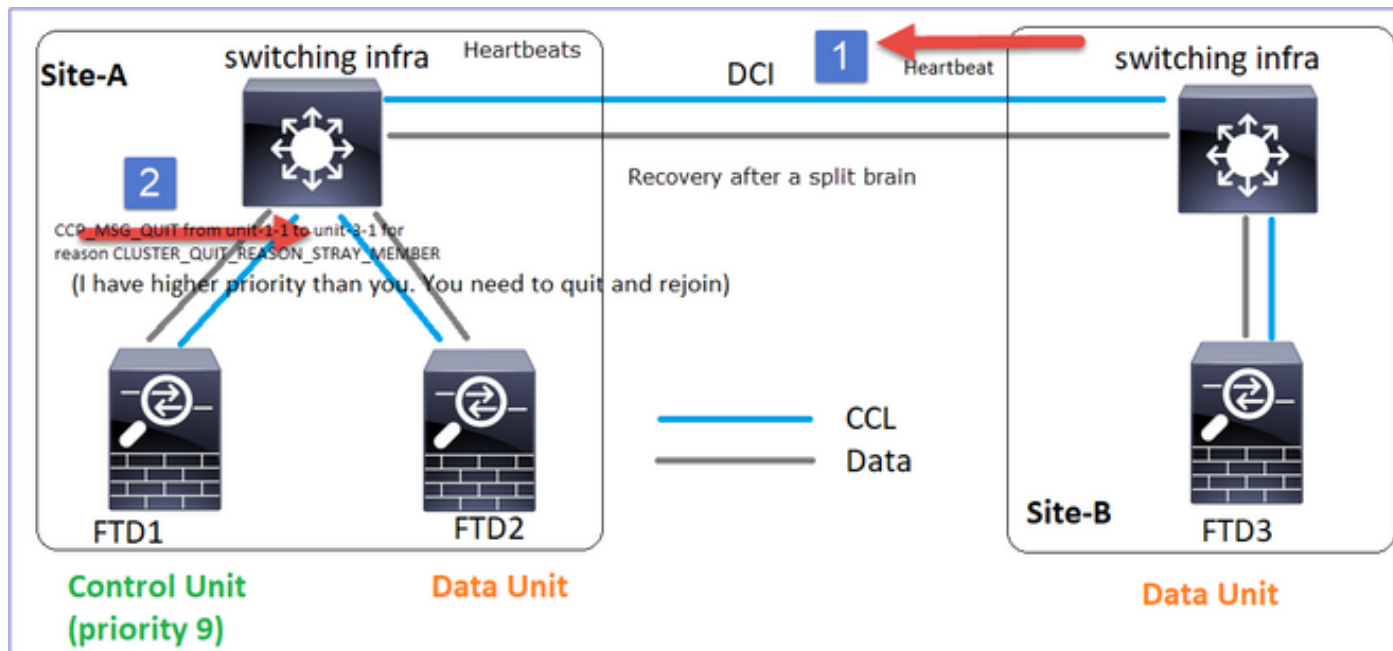 switching infra
Heartbeats
1
switching infra
Site-A
DCI
Heartbeat
2
Recovery after a split brain
CCP_MSG_QUIT from unit-1-1 to unit-3-1 for
reason CLUSTER_QUIT_REASON_STRAY_MEMBER
(I have higher priority than you. You need to quit and rejoin)
CCL
Data
Site-B
FTD1
FTD2
FTD3
Control Unit
(priority 9)
Data Unit
Data Unit